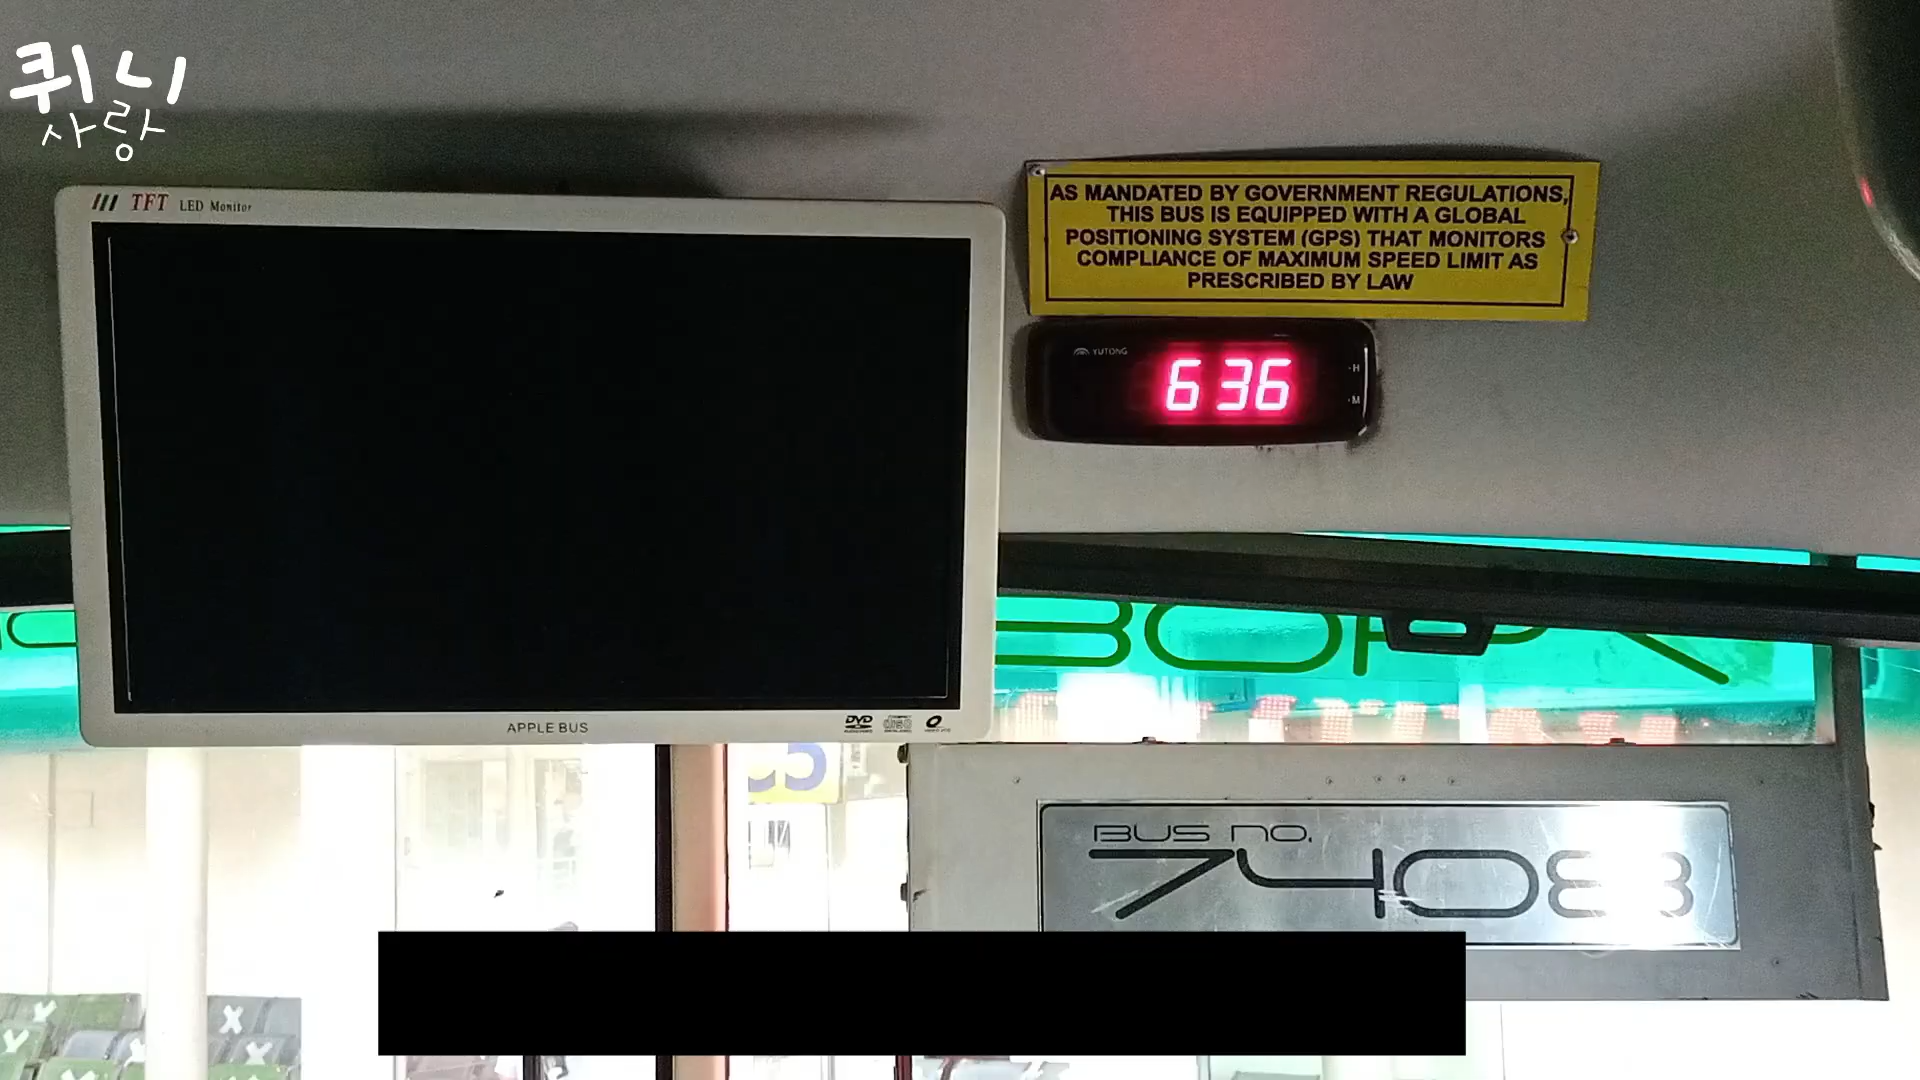 퀴니
사랑
TFT LED Monitor
AS MANDATED BY GOVERNMENT REGULATIONS,
THIS BUS IS EQUIPPED WITH A GLOBAL
POSITIONING SYSTEM (GPS) THAT MONITORS
COMPLIANCE OF MAXIMUM SPEED LIMIT AS
PRESCRIBED BY LAW
YUTONG
6 36
H
M
APPLE BUS
DVD
BUS NO.
7408